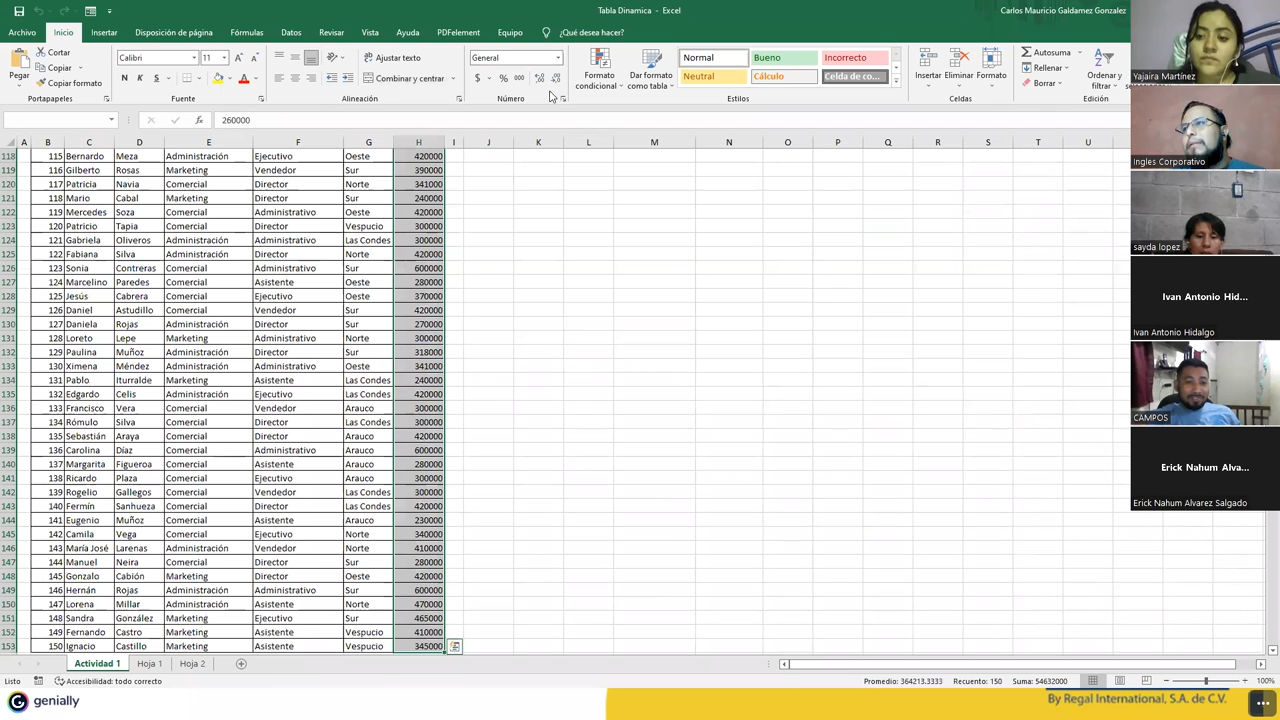 Tabla Dinamica - Excel
Carlos Mauricio Galdamez Gonzalez
Archivo Inicio Insertar Disposición de página Fórmulas Datos Revisar Vista Ayuda PDFelement Equipo ¿Qué desea hacer?
Pegar
Cortar
Copiar
Copiar formato
Portapapeles
Calibri 11
N K S
Fuente
Ajustar texto
Combinar y centrar
Alineación
General
$ % 000
Número
Formato condicional
Dar formato como tabla
Normal Bueno Incorrecto
Neutral Cálculo Celda de co...
Estilos
Insertar Eliminar Formato
Celdas
Autosuma
Rellenar
Borrar
Ordenar y filtrar
Edición
fx 260000
A B C D E F G H I J K L M N O P Q R S T U
118 115 Bernardo Meza Administración Ejecutivo Oeste 420000
119 116 Gilberto Rosas Marketing Vendedor Sur 390000
120 117 Patricia Navia Comercial Director Norte 341000
121 118 Mario Cabal Marketing Director Sur 240000
122 119 Mercedes Soza Comercial Administrativo Oeste 420000
123 120 Patricio Tapia Comercial Director Vespucio 300000
124 121 Gabriela Oliveros Administración Administrativo Las Condes 300000
125 122 Fabiana Silva Administración Director Norte 420000
126 123 Sonia Contreras Comercial Administrativo Sur 600000
127 124 Marcelino Paredes Comercial Asistente Oeste 280000
128 125 Jesús Cabrera Comercial Ejecutivo Oeste 370000
129 126 Daniel Astudillo Comercial Vendedor Sur 420000
130 127 Daniela Rojas Administración Director Sur 270000
131 128 Loreto Lepe Marketing Administrativo Norte 300000
132 129 Paulina Muñoz Administración Director Sur 318000
133 130 Ximena Méndez Administración Administrativo Oeste 341000
134 131 Pablo Iturralde Marketing Asistente Las Condes 240000
135 132 Edgardo Celis Administración Ejecutivo Las Condes 420000
136 133 Francisco Vera Comercial Vendedor Arauco 300000
137 134 Rómulo Silva Comercial Director Las Condes 300000
138 135 Sebastián Araya Comercial Director Arauco 420000
139 136 Carolina Díaz Comercial Administrativo Arauco 600000
140 137 Margarita Figueroa Comercial Asistente Arauco 280000
141 138 Ricardo Plaza Comercial Ejecutivo Arauco 300000
142 139 Rogelio Gallegos Comercial Vendedor Las Condes 300000
143 140 Fermín Sanhueza Comercial Director Las Condes 420000
144 141 Eugenio Muñoz Comercial Asistente Arauco 230000
145 142 Camila Vega Comercial Ejecutivo Norte 340000
146 143 María José Larenas Administración Vendedor Norte 410000
147 144 Manuel Neira Comercial Director Sur 280000
148 145 Gonzalo Cabión Marketing Director Oeste 420000
149 146 Hernán Rojas Administración Administrativo Sur 600000
150 147 Lorena Millar Administración Asistente Norte 470000
151 148 Sandra González Marketing Ejecutivo Sur 465000
152 149 Fernando Castro Marketing Asistente Vespucio 410000
153 150 Ignacio Castillo Marketing Asistente Vespucio 345000
Actividad 1 Hoja 1 Hoja 2
Listo Accesibilidad: todo correcto Promedio: 364213.3333 Recuento: 150 Suma: 54632000 100%
Yajaira Martínez
Ingles Corporativo
sayda lopez
Ivan Antonio Hid...
Ivan Antonio Hidalgo
CAMPOS
Erick Nahum Alva...
Erick Nahum Alvarez Salgado
genially
By Regal International, S.A. de C.V.